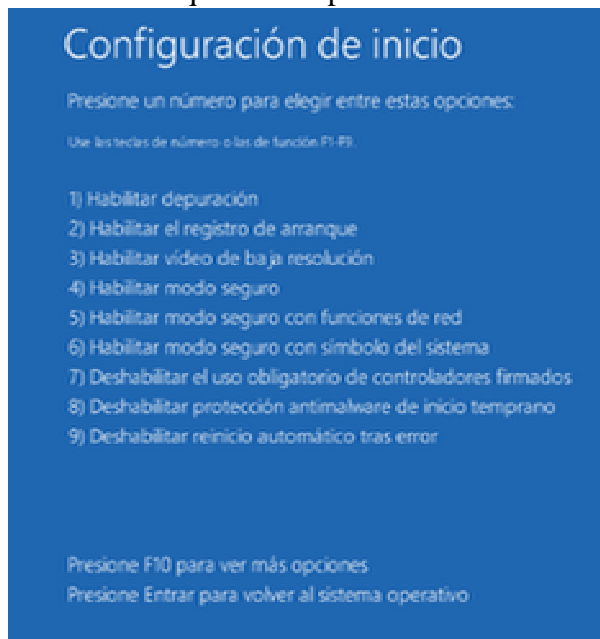 Configuración de inicio
Presione un número para elegir entre estas opciones:
Use las teclas de número o las de función F1-F9.
1) Habilitar depuración
2) Habilitar el registro de arranque
3) Habilitar vídeo de baja resolución
4) Habilitar modo seguro
5) Habilitar modo seguro con funciones de red
6) Habilitar modo seguro con símbolo del sistema
7) Deshabilitar el uso obligatorio de controladores firmados
8) Deshabilitar protección antimalware de inicio temprano
9) Deshabilitar reinicio automático tras error
Presione F10 para ver más opciones
Presione Entrar para volver al sistema operativo